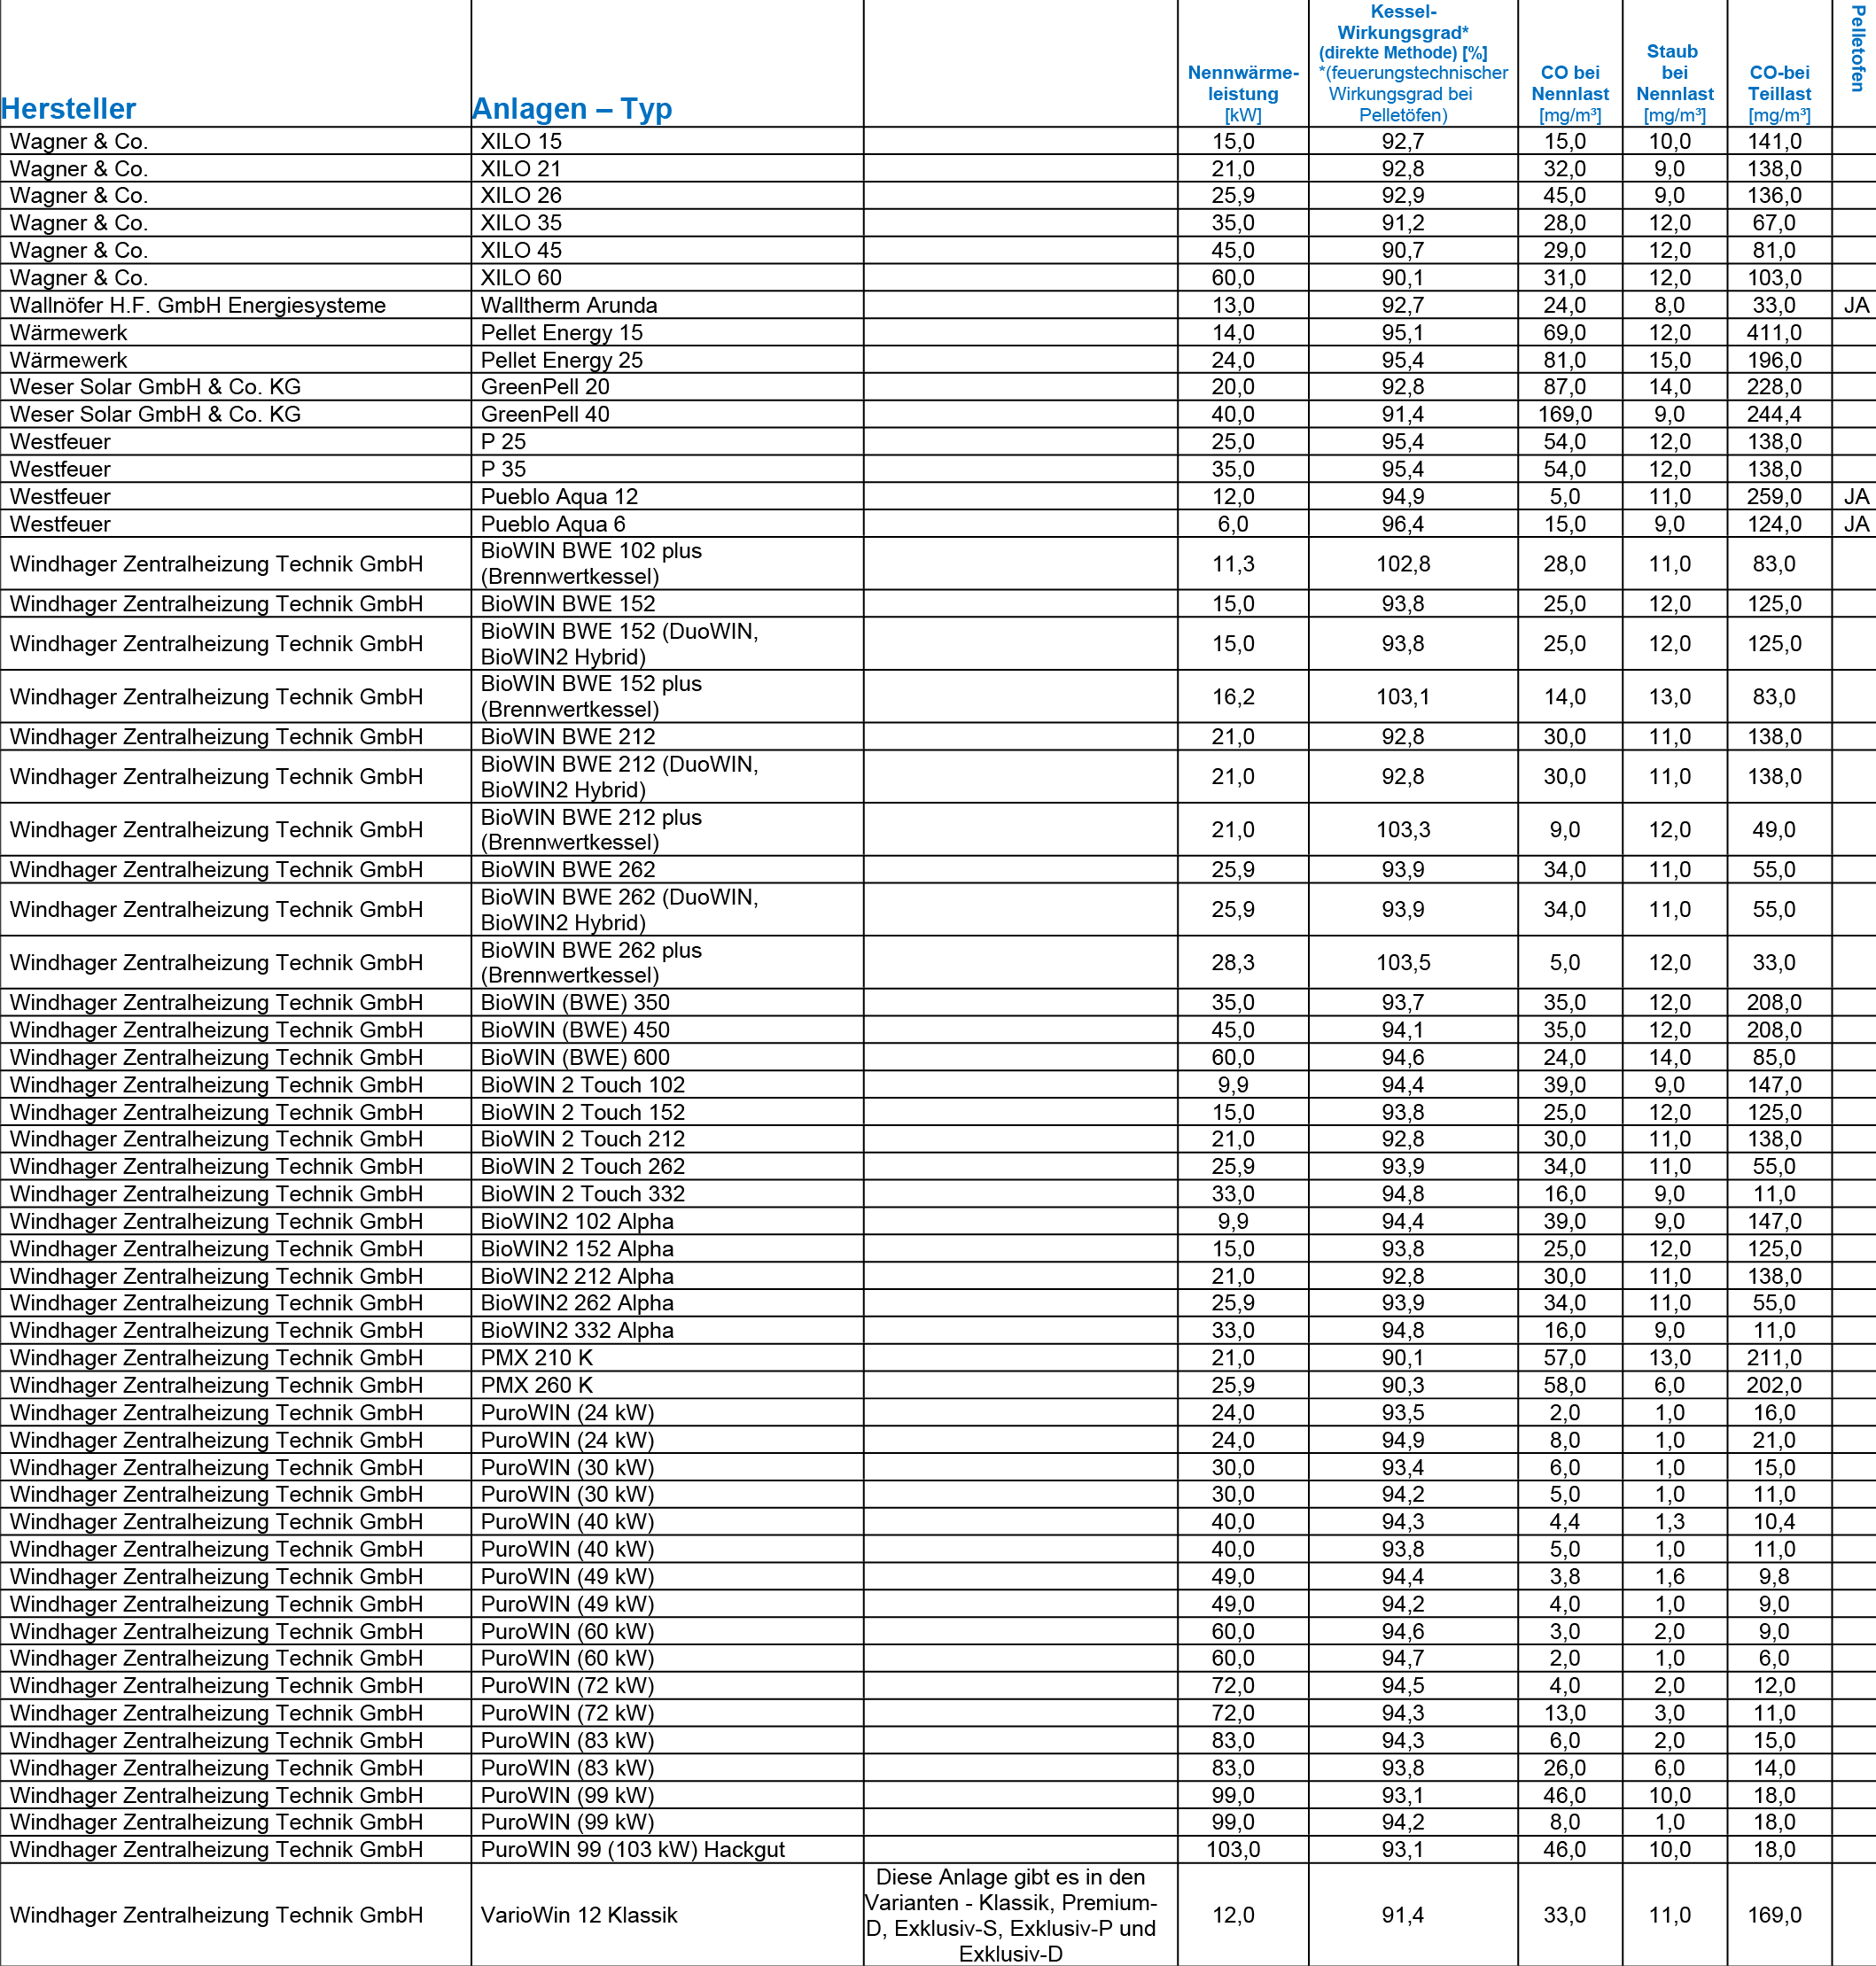 Hersteller Anlagen – Typ Nennwärme-leistung [kW] Kessel-Wirkungsgrad* (direkte Methode) [%] *(feuerungstechnischer Wirkungsgrad bei Pelletöfen) CO bei Nennlast [mg/m³] Staub bei Nennlast [mg/m³] CO-bei Teillast [mg/m³] Pelletofen
Wagner & Co. XILO 15 15,0 92,7 15,0 10,0 141,0
Wagner & Co. XILO 21 21,0 92,8 32,0 9,0 138,0
Wagner & Co. XILO 26 25,9 92,9 45,0 9,0 136,0
Wagner & Co. XILO 35 35,0 91,2 28,0 12,0 67,0
Wagner & Co. XILO 45 45,0 90,7 29,0 12,0 81,0
Wagner & Co. XILO 60 60,0 90,1 31,0 12,0 103,0
Wallnöfer H.F. GmbH Energiesysteme Walltherm Arunda 13,0 92,7 24,0 8,0 33,0 JA
Wärmewerk Pellet Energy 15 14,0 95,1 69,0 12,0 411,0
Wärmewerk Pellet Energy 25 24,0 95,4 81,0 15,0 196,0
Weser Solar GmbH & Co. KG GreenPell 20 20,0 92,8 87,0 14,0 228,0
Weser Solar GmbH & Co. KG GreenPell 40 40,0 91,4 169,0 9,0 244,4
Westfeuer P 25 25,0 95,4 54,0 12,0 138,0
Westfeuer P 35 35,0 95,4 54,0 12,0 138,0
Westfeuer Pueblo Aqua 12 12,0 94,9 5,0 11,0 259,0 JA
Westfeuer Pueblo Aqua 6 6,0 96,4 15,0 9,0 124,0 JA
Windhager Zentralheizung Technik GmbH BioWIN BWE 102 plus
(Brennwertkessel) 11,3 102,8 28,0 11,0 83,0
Windhager Zentralheizung Technik GmbH BioWIN BWE 152 15,0 93,8 25,0 12,0 125,0
Windhager Zentralheizung Technik GmbH BioWIN BWE 152 (DuoWIN,
BioWIN2 Hybrid) 15,0 93,8 25,0 12,0 125,0
Windhager Zentralheizung Technik GmbH BioWIN BWE 152 plus
(Brennwertkessel) 16,2 103,1 14,0 13,0 83,0
Windhager Zentralheizung Technik GmbH BioWIN BWE 212 21,0 92,8 30,0 11,0 138,0
Windhager Zentralheizung Technik GmbH BioWIN BWE 212 (DuoWIN,
BioWIN2 Hybrid) 21,0 92,8 30,0 11,0 138,0
Windhager Zentralheizung Technik GmbH BioWIN BWE 212 plus
(Brennwertkessel) 21,0 103,3 9,0 12,0 49,0
Windhager Zentralheizung Technik GmbH BioWIN BWE 262 25,9 93,9 34,0 11,0 55,0
Windhager Zentralheizung Technik GmbH BioWIN BWE 262 (DuoWIN,
BioWIN2 Hybrid) 25,9 93,9 34,0 11,0 55,0
Windhager Zentralheizung Technik GmbH BioWIN BWE 262 plus
(Brennwertkessel) 28,3 103,5 5,0 12,0 33,0
Windhager Zentralheizung Technik GmbH BioWIN (BWE) 350 35,0 93,7 35,0 12,0 208,0
Windhager Zentralheizung Technik GmbH BioWIN (BWE) 450 45,0 94,1 35,0 12,0 208,0
Windhager Zentralheizung Technik GmbH BioWIN (BWE) 600 60,0 94,6 24,0 14,0 85,0
Windhager Zentralheizung Technik GmbH BioWIN 2 Touch 102 9,9 94,4 39,0 9,0 147,0
Windhager Zentralheizung Technik GmbH BioWIN 2 Touch 152 15,0 93,8 25,0 12,0 125,0
Windhager Zentralheizung Technik GmbH BioWIN 2 Touch 212 21,0 92,8 30,0 11,0 138,0
Windhager Zentralheizung Technik GmbH BioWIN 2 Touch 262 25,9 93,9 34,0 11,0 55,0
Windhager Zentralheizung Technik GmbH BioWIN 2 Touch 332 33,0 94,8 16,0 9,0 11,0
Windhager Zentralheizung Technik GmbH BioWIN2 102 Alpha 9,9 94,4 39,0 9,0 147,0
Windhager Zentralheizung Technik GmbH BioWIN2 152 Alpha 15,0 93,8 25,0 12,0 125,0
Windhager Zentralheizung Technik GmbH BioWIN2 212 Alpha 21,0 92,8 30,0 11,0 138,0
Windhager Zentralheizung Technik GmbH BioWIN2 262 Alpha 25,9 93,9 34,0 11,0 55,0
Windhager Zentralheizung Technik GmbH BioWIN2 332 Alpha 33,0 94,8 16,0 9,0 11,0
Windhager Zentralheizung Technik GmbH PMX 210 K 21,0 90,1 57,0 13,0 211,0
Windhager Zentralheizung Technik GmbH PMX 260 K 25,9 90,3 58,0 6,0 202,0
Windhager Zentralheizung Technik GmbH PuroWIN (24 kW) 24,0 93,5 2,0 1,0 16,0
Windhager Zentralheizung Technik GmbH PuroWIN (24 kW) 24,0 94,9 8,0 1,0 21,0
Windhager Zentralheizung Technik GmbH PuroWIN (30 kW) 30,0 93,4 6,0 1,0 15,0
Windhager Zentralheizung Technik GmbH PuroWIN (30 kW) 30,0 94,2 5,0 1,0 11,0
Windhager Zentralheizung Technik GmbH PuroWIN (40 kW) 40,0 94,3 4,4 1,3 10,4
Windhager Zentralheizung Technik GmbH PuroWIN (40 kW) 40,0 93,8 5,0 1,0 11,0
Windhager Zentralheizung Technik GmbH PuroWIN (49 kW) 49,0 94,4 3,8 1,6 9,8
Windhager Zentralheizung Technik GmbH PuroWIN (49 kW) 49,0 94,2 4,0 1,0 9,0
Windhager Zentralheizung Technik GmbH PuroWIN (60 kW) 60,0 94,6 3,0 2,0 9,0
Windhager Zentralheizung Technik GmbH PuroWIN (60 kW) 60,0 94,7 2,0 1,0 6,0
Windhager Zentralheizung Technik GmbH PuroWIN (72 kW) 72,0 94,5 4,0 2,0 12,0
Windhager Zentralheizung Technik GmbH PuroWIN (72 kW) 72,0 94,3 13,0 3,0 11,0
Windhager Zentralheizung Technik GmbH PuroWIN (83 kW) 83,0 94,3 6,0 2,0 15,0
Windhager Zentralheizung Technik GmbH PuroWIN (83 kW) 83,0 93,8 26,0 6,0 14,0
Windhager Zentralheizung Technik GmbH PuroWIN (99 kW) 99,0 93,1 46,0 10,0 18,0
Windhager Zentralheizung Technik GmbH PuroWIN (99 kW) 99,0 94,2 8,0 1,0 18,0
Windhager Zentralheizung Technik GmbH PuroWIN 99 (103 kW) Hackgut 103,0 93,1 46,0 10,0 18,0
Windhager Zentralheizung Technik GmbH VarioWin 12 Klassik Diese Anlage gibt es in den
Varianten - Klassik, Premium-
D, Exklusiv-S, Exklusiv-P und
Exklusiv-D 12,0 91,4 33,0 11,0 169,0